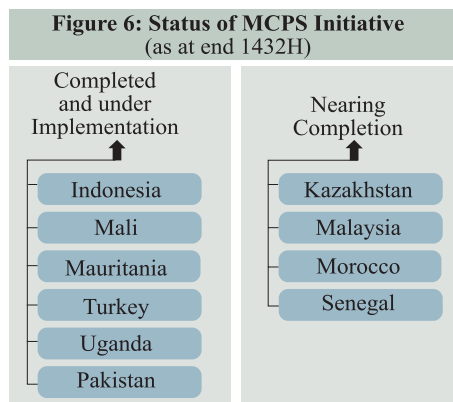 Figure 6: Status of MCPS Initiative
(as at end 1432H)
Completed
and under
Implementation
Indonesia
Mali
Mauritania
Turkey
Uganda
Pakistan
Nearing
Completion
Kazakhstan
Malaysia
Morocco
Senegal